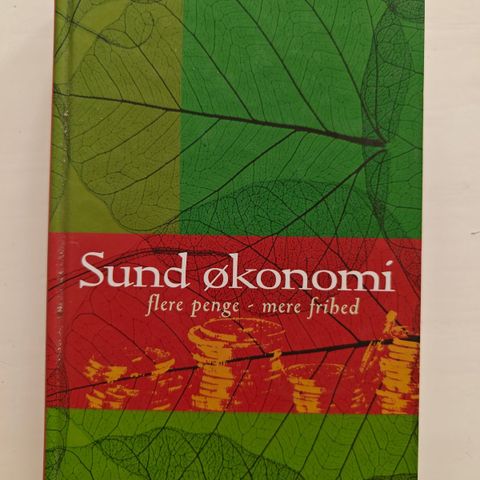 Sund økonomi
flere penge - mere frihed